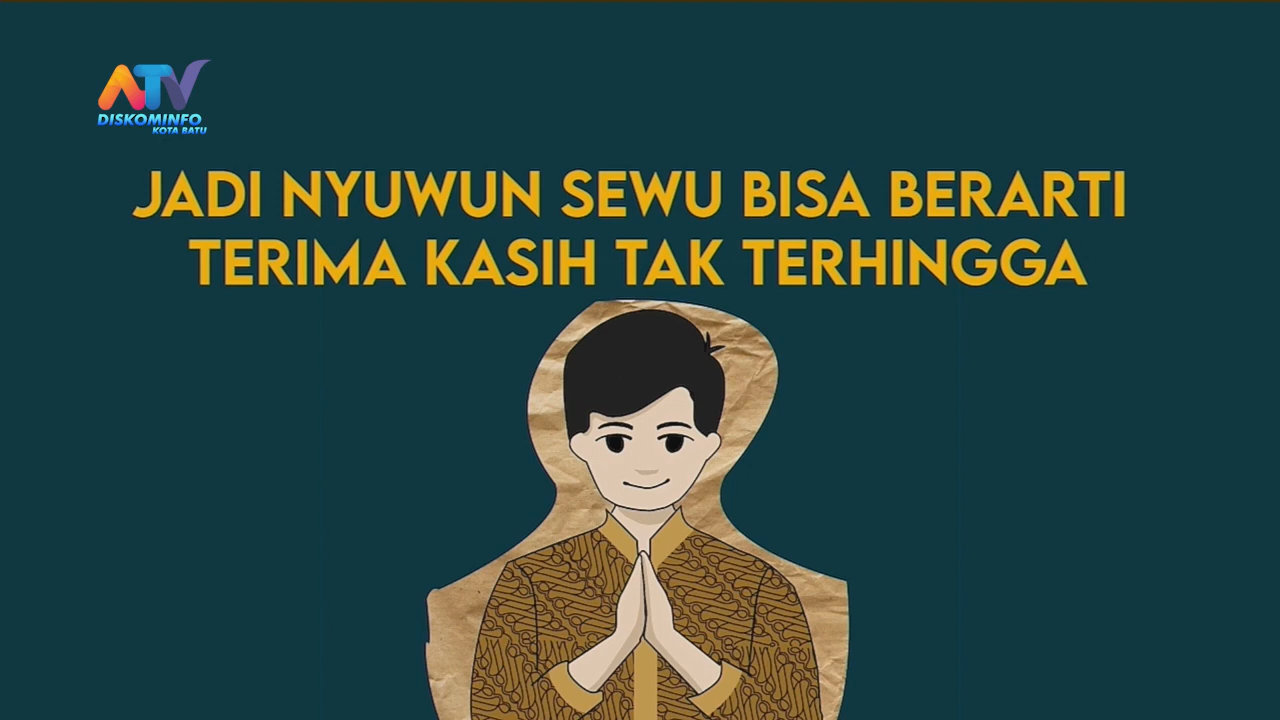 ATV
DISKOMINFO
KOTA BATU
JADI NYUWUN SEWU BISA BERARTI
TERIMA KASIH TAK TERHINGGA